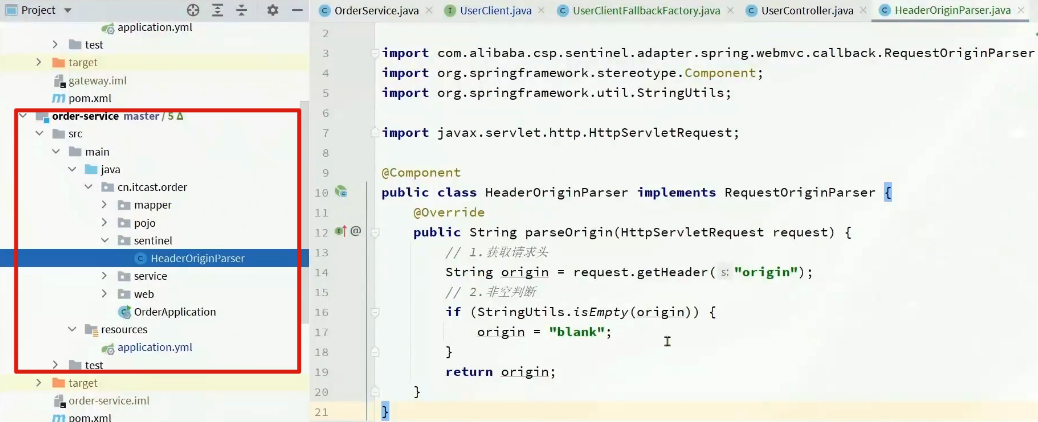 Project
application.yml
test
target
gateway.iml
pom.xml
order-service master / 5 Δ
src
main
java
cn.itcast.order
mapper
pojo
sentinel
HeaderOriginParser
service
web
OrderApplication
resources
application.yml
test
target
order-service.iml
pom.xml
OrderService.java
UserClient.java
UserClientFallbackFactory.java
UserController.java
HeaderOriginParser.java
2
3 import com.alibaba.csp.sentinel.adapter.spring.webmvc.callback.RequestOriginParser
4 import org.springframework.stereotype.Component;
5 import org.springframework.util.StringUtils;
6
7 import javax.servlet.http.HttpServletRequest;
8
9 @Component
10 public class HeaderOriginParser implements RequestOriginParser {
11 @Override
12 @ public String parseOrigin(HttpServletRequest request) {
13 // 1.获取请求头
14 String origin = request.getHeader( s: "origin");
15 // 2.非空判断
16 if (StringUtils.isEmpty(origin)) {
17 origin = "blank";
18 }
19 return origin;
20 }
21 }